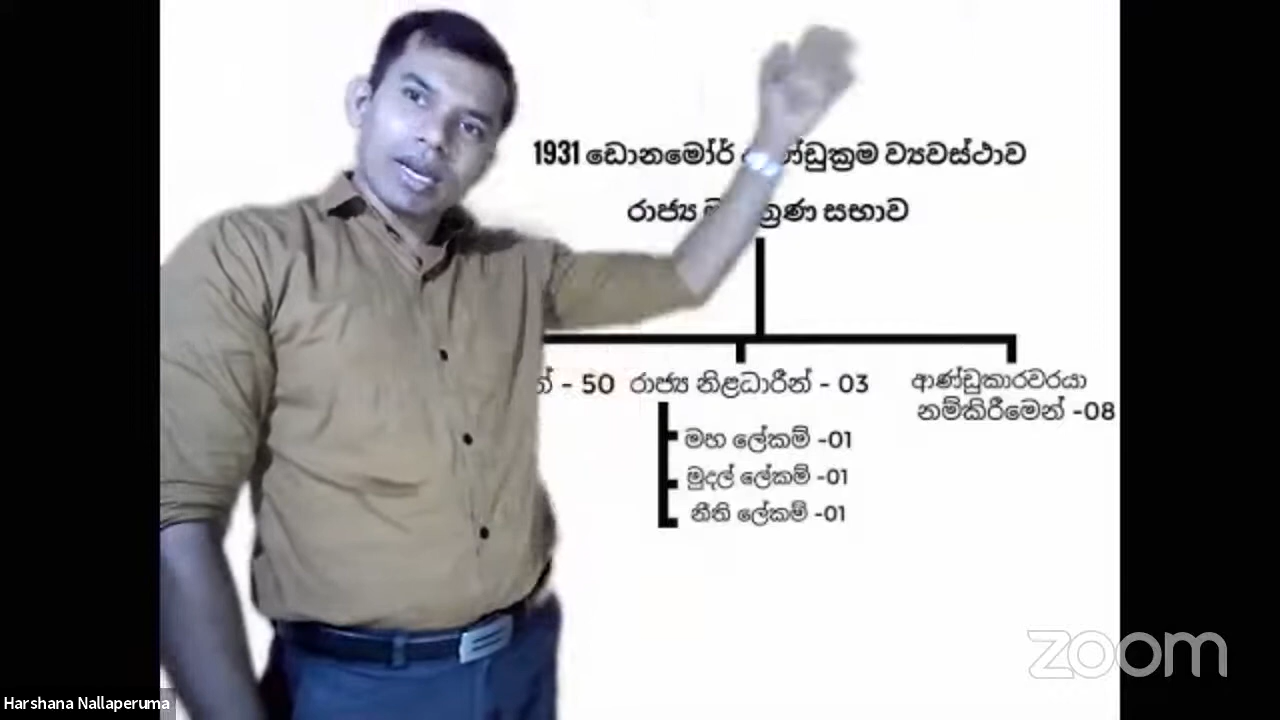 1931 ඩොනමෝර් ව්‍යවස්ථාව
රාජ්‍ය සභාව
- 50 රාජ්‍ය නිළධාරීන් - 03
ආණ්ඩුකාරවරයා
නම්කිරීමෙන් -08
මහ ලේකම් -01
මුදල් ලේකම් -01
නීති ලේකම් -01
zoom
Harshana Nallaperuma